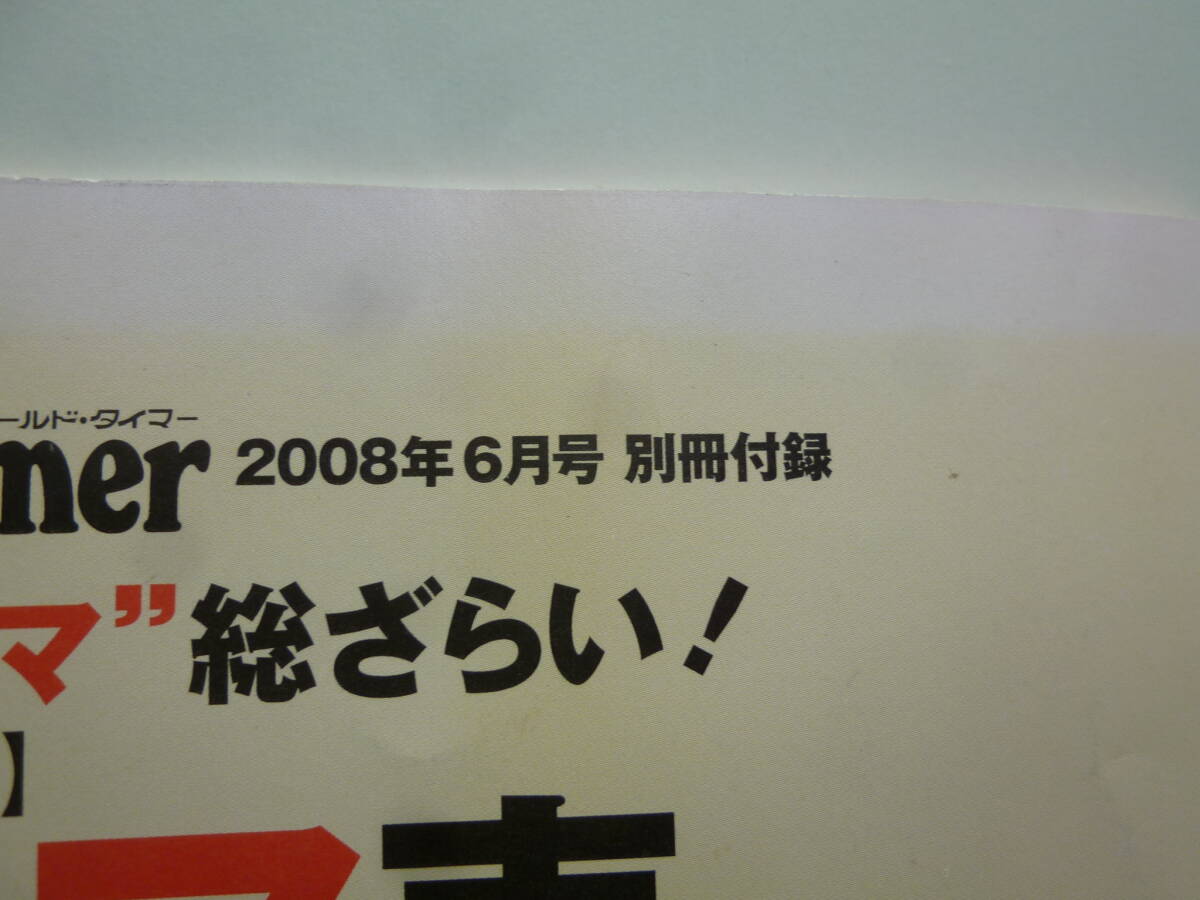 ールド・タイマー
mer 2008年6月号 別冊付録
マ”総ざらい!
】